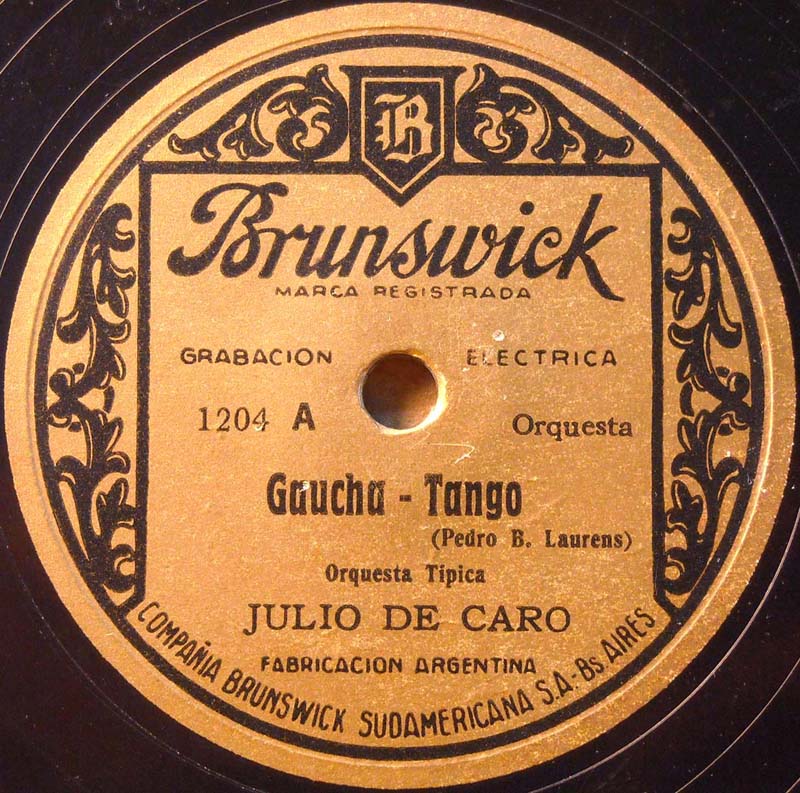 B
Brunswick
MARCA REGISTRADA
GRABACION ELECTRICA
1204 A Orquesta
Gaucha - Tango
(Pedro B. Laurens)
Orquesta Tipica
JULIO DE CARO
FABRICACION ARGENTINA
COMPAÑIA BRUNSWICK SUDAMERICANA S.A.-Bs. AIRES